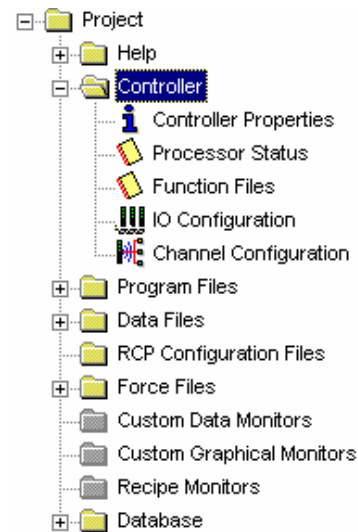 Project
Help
Controller
Controller Properties
Processor Status
Function Files
IO Configuration
Channel Configuration
Program Files
Data Files
RCP Configuration Files
Force Files
Custom Data Monitors
Custom Graphical Monitors
Recipe Monitors
Database